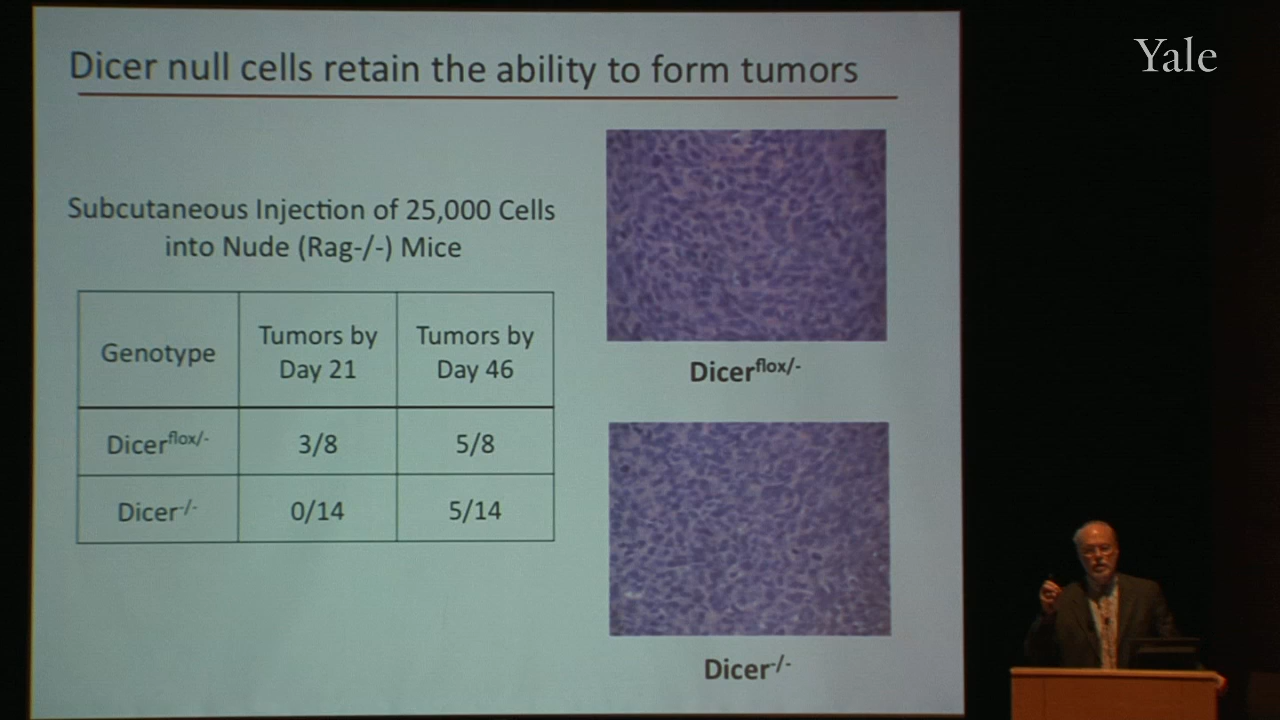 Dicer null cells retain the ability to form tumors
Yale
Subcutaneous Injection of 25,000 Cells
into Nude (Rag-/-) Mice
Genotype
Tumors by
Day 21
Tumors by
Day 46
Dicerflox/-
3/8
5/8
Dicer-/-
0/14
5/14
Dicerflox/-
Dicer-/-